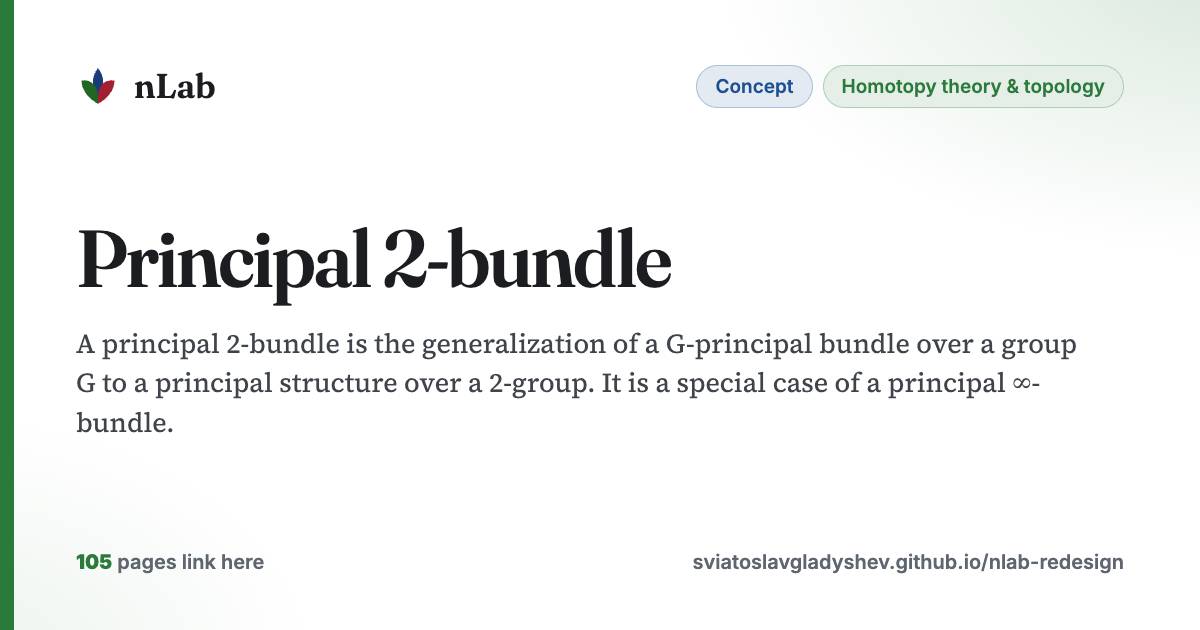 nLab
Concept
Homotopy theory & topology
Principal 2-bundle
A principal 2-bundle is the generalization of a G-principal bundle over a group
G to a principal structure over a 2-group. It is a special case of a principal ∞-
bundle.
105 pages link here
sviatoslavgladyshev.github.io/nlab-redesign